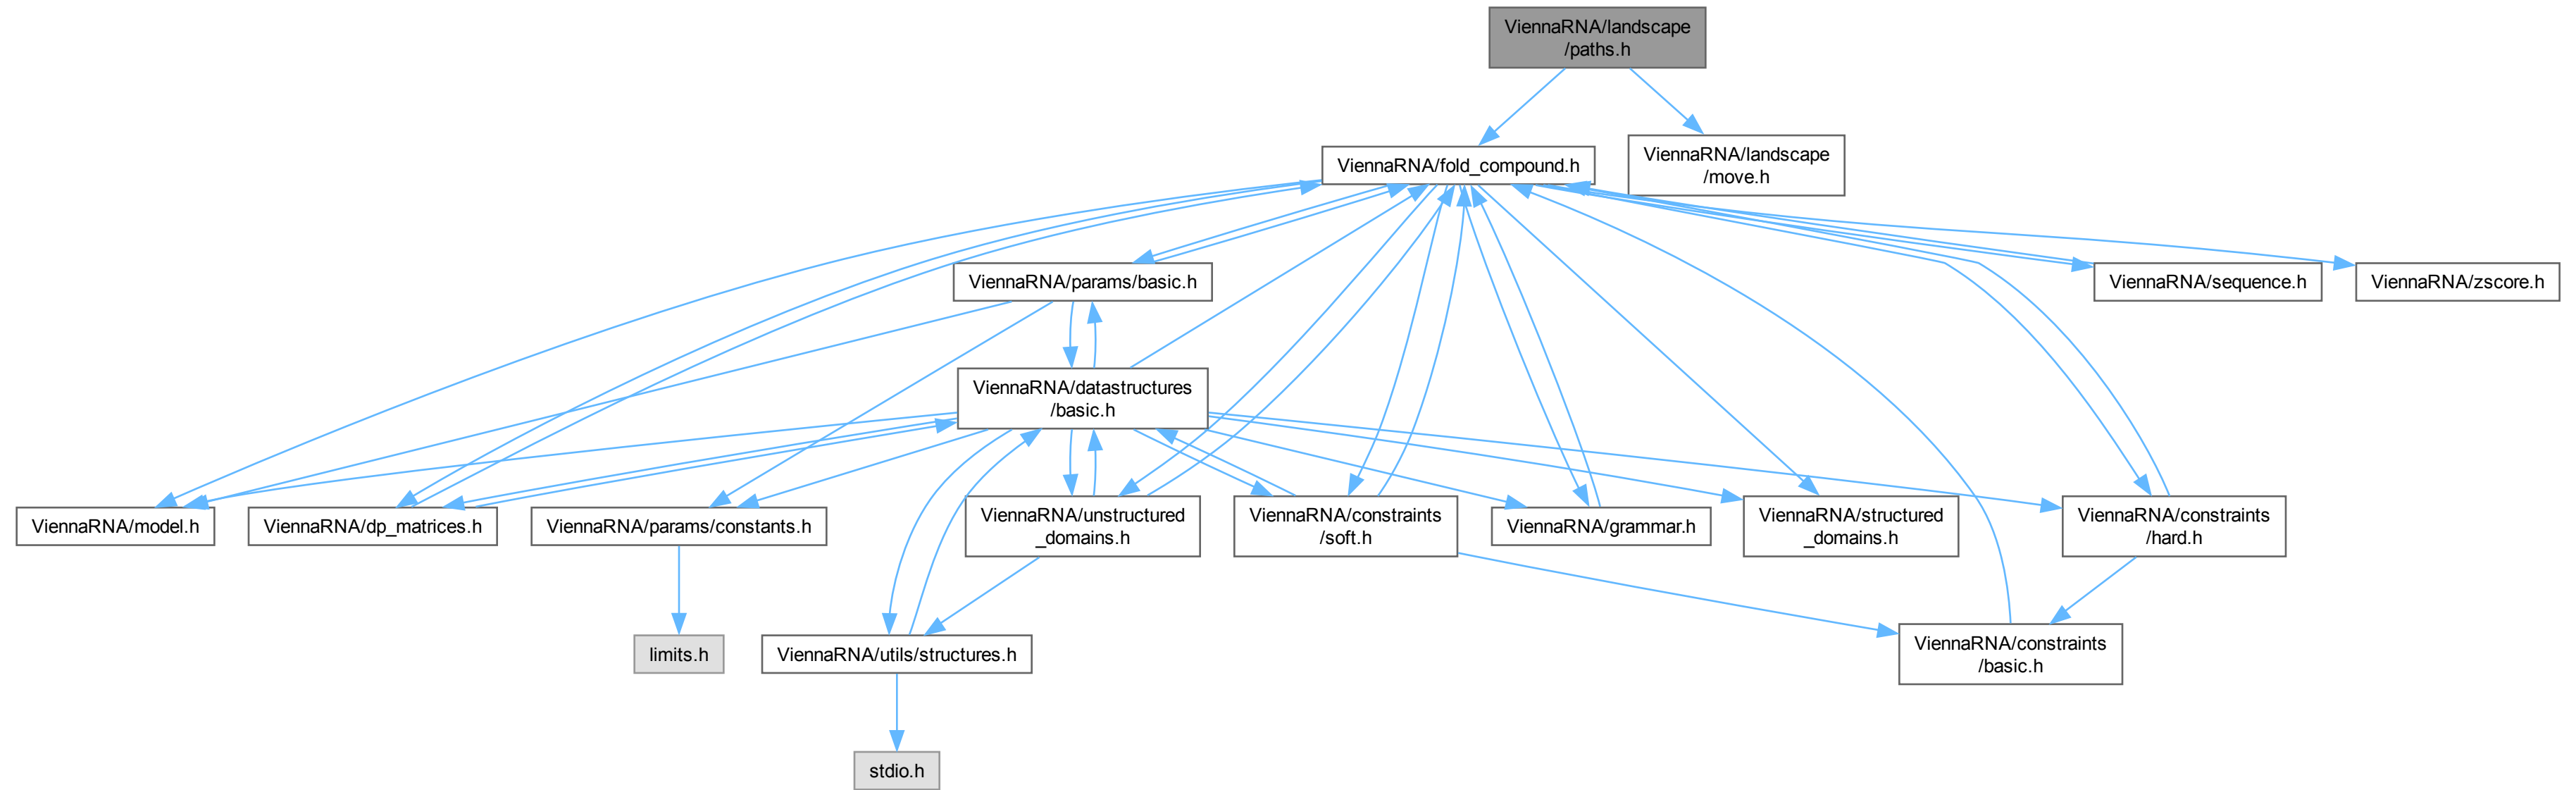 ViennaRNA/landscape
/paths.h
ViennaRNA/fold_compound.h
ViennaRNA/landscape
/move.h
ViennaRNA/params/basic.h
ViennaRNA/sequence.h
ViennaRNA/zscore.h
ViennaRNA/datastructures
/basic.h
ViennaRNA/model.h
ViennaRNA/dp_matrices.h
ViennaRNA/params/constants.h
ViennaRNA/unstructured
_domains.h
ViennaRNA/constraints
/soft.h
ViennaRNA/grammar.h
ViennaRNA/structured
_domains.h
ViennaRNA/constraints
/hard.h
limits.h
ViennaRNA/utils/structures.h
ViennaRNA/constraints
/basic.h
stdio.h